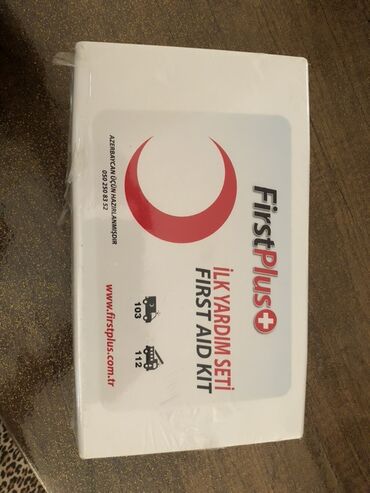 FirstPlus
İLK YARDIM SETİ
FIRST AID KIT
103
112
AZERBAYCAN ÜÇÜN HAZIRLANMIŞDIR
050 250 83 52
www.firstplus.com.tr